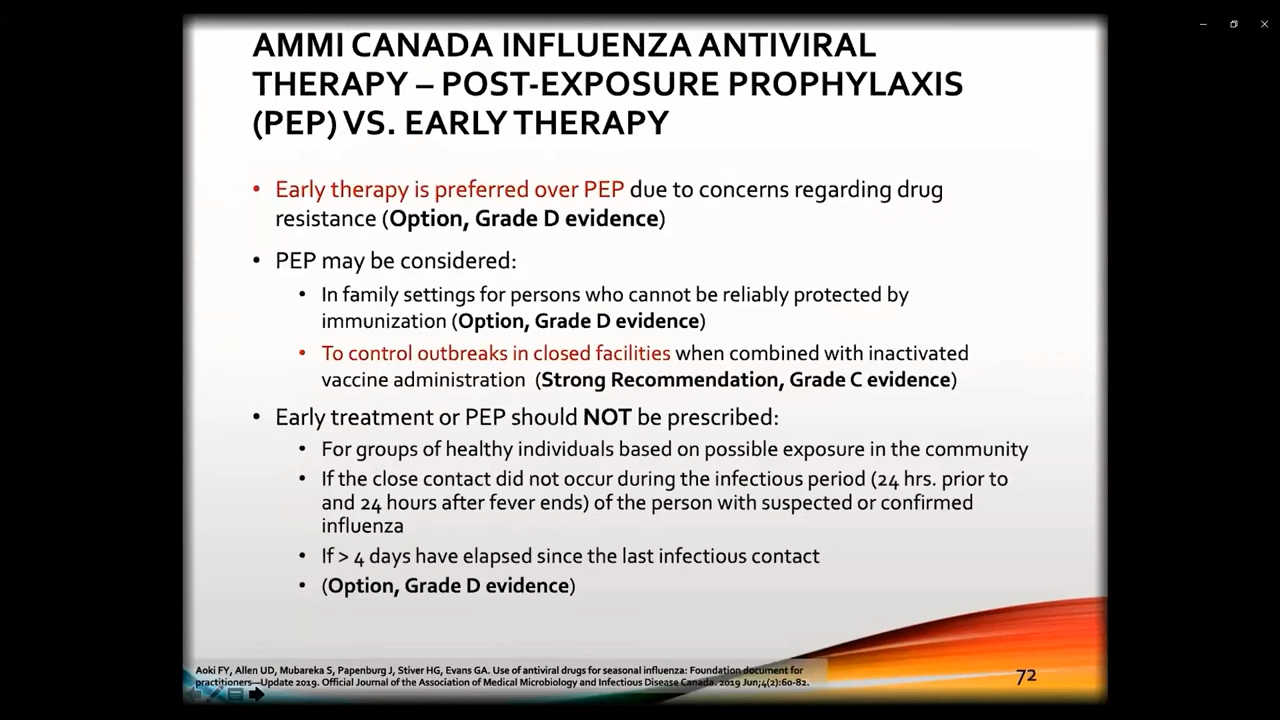 AMMI CANADA INFLUENZA ANTIVIRAL
THERAPY – POST-EXPOSURE PROPHYLAXIS
(PEP) VS. EARLY THERAPY
• Early therapy is preferred over PEP due to concerns regarding drug
resistance (Option, Grade D evidence)
• PEP may be considered:
• In family settings for persons who cannot be reliably protected by
immunization (Option, Grade D evidence)
• To control outbreaks in closed facilities when combined with inactivated
vaccine administration (Strong Recommendation, Grade C evidence)
• Early treatment or PEP should NOT be prescribed:
• For groups of healthy individuals based on possible exposure in the community
• If the close contact did not occur during the infectious period (24 hrs. prior to
and 24 hours after fever ends) of the person with suspected or confirmed
influenza
• If > 4 days have elapsed since the last infectious contact
• (Option, Grade D evidence)
Aoki FY, Allen UD, Mubareka S, Papenburg J, Stiver HG, Evans GA. Use of antiviral drugs for seasonal influenza: Foundation document for
practitioners—Update 2019. Official Journal of the Association of Medical Microbiology and Infectious Disease Canada. 2019 Jun;4(2):60-82.
72